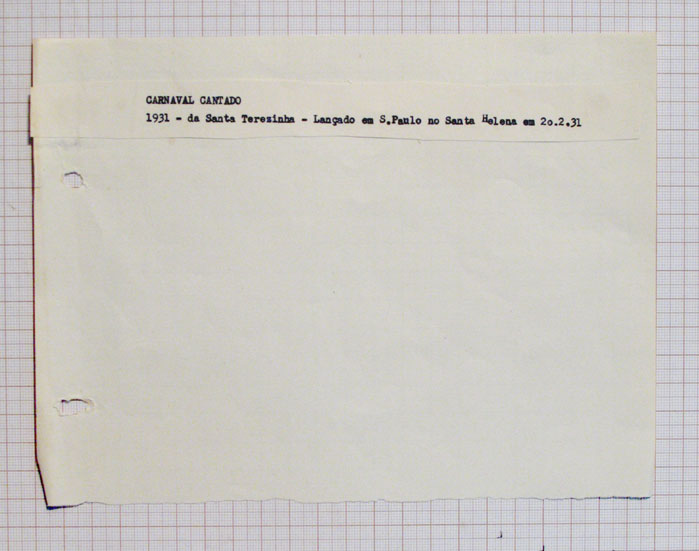 CARNAVAL CANTADO
1931 - da Santa Terezinha - Lançado em S.Paulo no Santa Helena em 2o.2.31